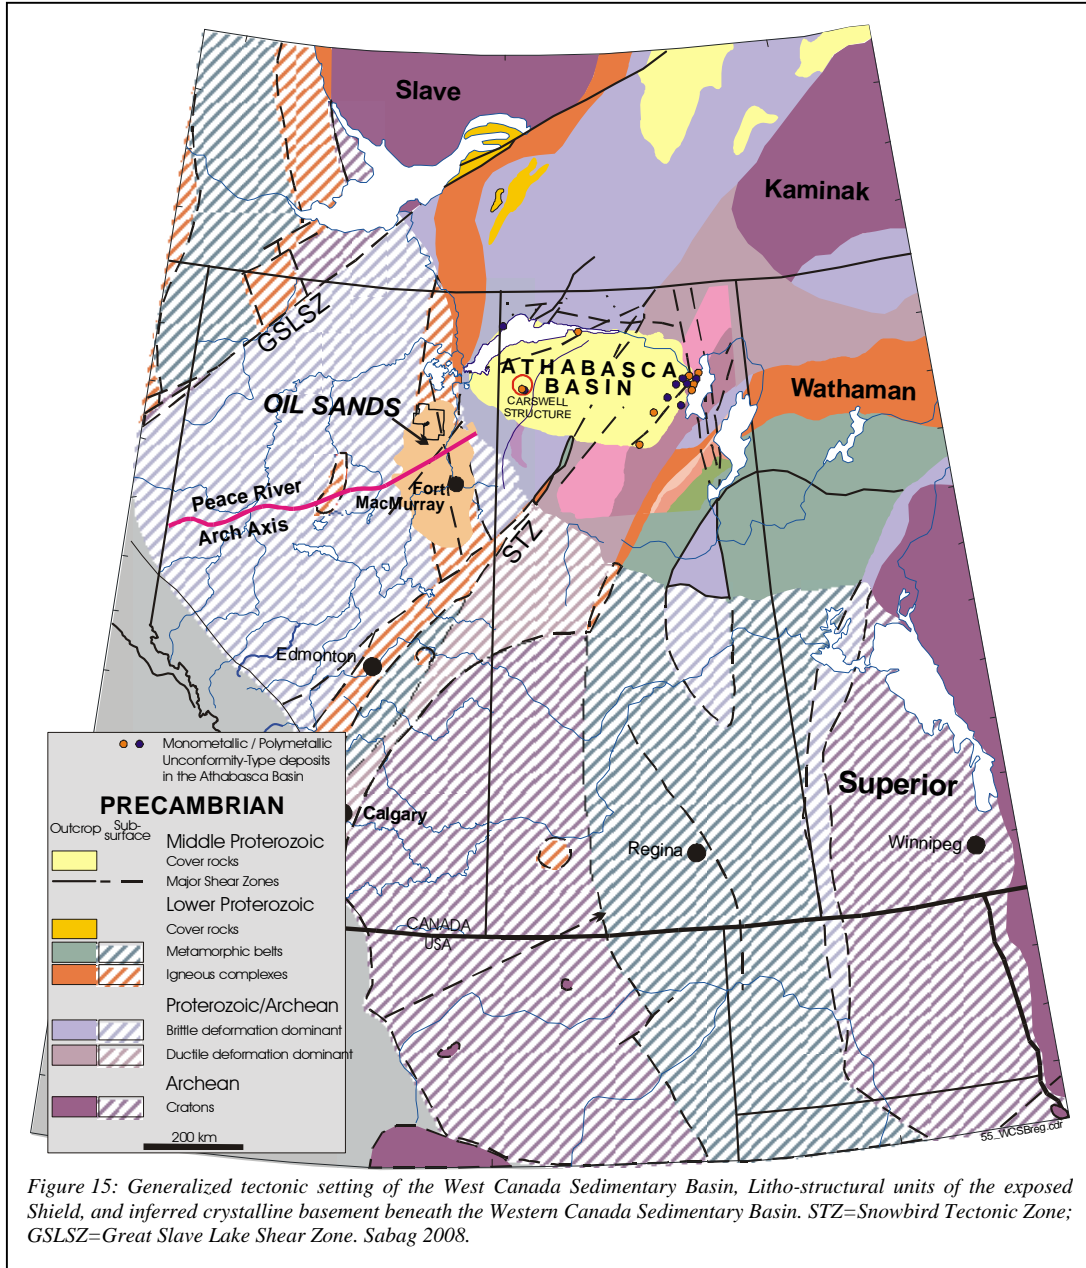 Slave
Kaminak
GSLSZ
ATHABASCA
BASIN
CARSWELL
STRUCTURE
Wathaman
OIL SANDS
Peace River
Arch Axis
Fort
MacMurray
STZ
Edmonton
Calgary
Superior
Regina
Winnipeg
CANADA
USA
Monometallic / Polymetallic
Unconformity-Type deposits
in the Athabasca Basin
PRECAMBRIAN
Outcrop Sub-
surface
Middle Proterozoic
Cover rocks
Major Shear Zones
Lower Proterozoic
Cover rocks
Metamorphic belts
Igneous complexes
Proterozoic/Archean
Brittle deformation dominant
Ductile deformation dominant
Archean
Cratons
200 km
55_WCSBreg.cdr
Figure 15: Generalized tectonic setting of the West Canada Sedimentary Basin, Litho-structural units of the exposed
Shield, and inferred crystalline basement beneath the Western Canada Sedimentary Basin. STZ=Snowbird Tectonic Zone;
GSLSZ=Great Slave Lake Shear Zone. Sabag 2008.